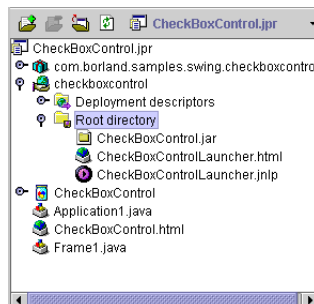 CheckBoxControl.jpr
CheckBoxControl.jpr
com.borland.samples.swing.checkboxcontro
checkboxcontrol
Deployment descriptors
Root directory
CheckBoxControl.jar
CheckBoxControlLauncher.html
CheckBoxControlLauncher.jnlp
CheckBoxControl
Application1.java
CheckBoxControl.html
Frame1.java